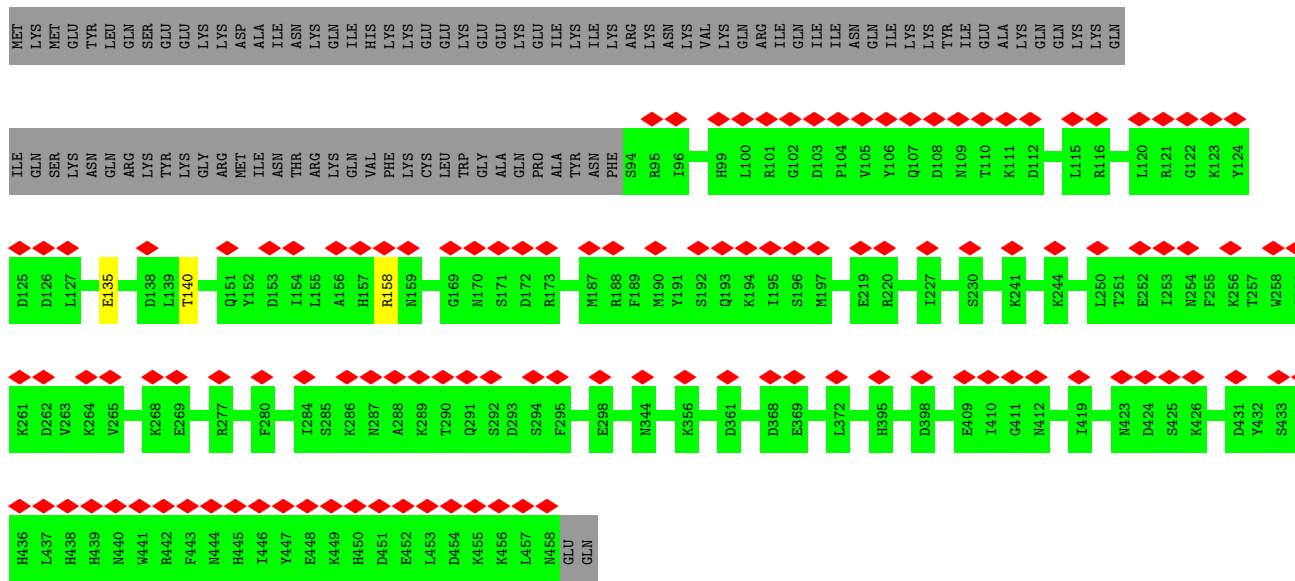 MET LYS MET GLU TYR LEU GLN SER GLU GLU LYS LYS ASP ALA ILE ASN LYS GLN ILE HIS LYS LYS GLU GLU LYS GLU GLU LYS GLU ILE LYS ILE LYS ARG LYS ASN LYS VAL LYS GLN ARG ILE GLN ILE ILE ASN GLN ILE LYS LYS TYR ILE GLU ALA LYS GLN GLN LYS LYS GLN
ILE GLN SER LYS ASN GLN ARG LYS TYR LYS GLY ARG MET ILE ASN THR ARG LYS GLN VAL PHE LYS CYS LEU TRP GLY ALA GLN PRO ALA TYR ASN PHE S94 R95 I96 H99 L100 R101 G102 D103 P104 V105 Y106 Q107 D108 N109 T110 K111 D112 L115 R116 L120 R121 G122 K123 Y124
D125 D126 L127 E135 D138 L139 T140 Q151 Y152 D153 I154 L155 A156 H157 R158 N159 G169 N170 S171 D172 R173 M187 R188 F189 M190 Y191 S192 Q193 K194 I195 S196 M197 E219 R220 I227 S230 K241 K244 L250 T251 E252 I253 N254 F255 K256 T257 W258
K261 D262 V263 K264 V265 K268 E269 R277 F280 I284 S285 K286 N287 A288 K289 T290 Q291 S292 D293 S294 F295 E298 N344 K356 D361 D368 E369 L372 H395 D398 E409 I410 G411 N412 I419 N423 D424 S425 K426 D431 Y432 S433
H436 L437 H438 H439 N440 W441 R442 F443 N444 H445 I446 Y447 E448 K449 H450 D451 E452 L453 D454 K455 K456 L457 N458 GLU GLN